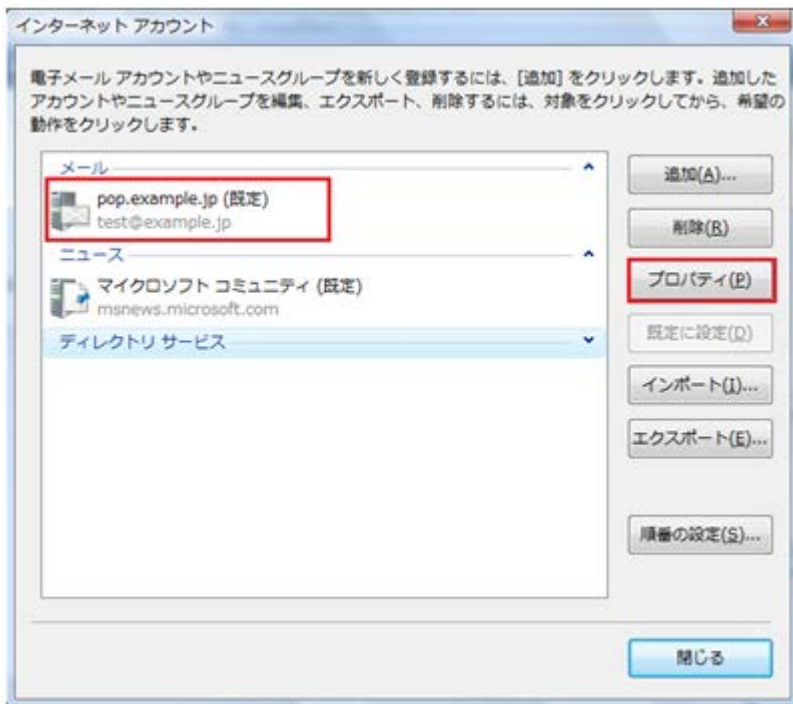 インターネット アカウント
電子メール アカウントやニュースグループを新しく登録するには、[追加] をクリックします。追加した
アカウントやニュースグループを編集、エクスポート、削除するには、対象をクリックしてから、希望の
動作をクリックします。
メール
pop.example.jp (既定)
test@example.jp
ニュース
マイクロソフト コミュニティ (既定)
msnews.microsoft.com
ディレクトリ サービス
追加(A)...
削除(R)
プロパティ(P)
既定に設定(D)
インポート(I)...
エクスポート(E)...
順番の設定(S)...
閉じる